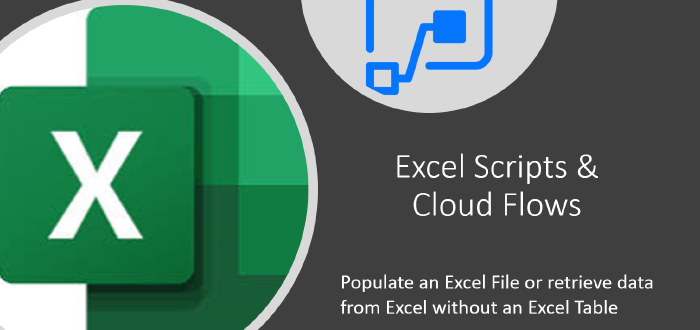 X
Excel Scripts &
Cloud Flows
Populate an Excel File or retrieve data
from Excel without an Excel Table